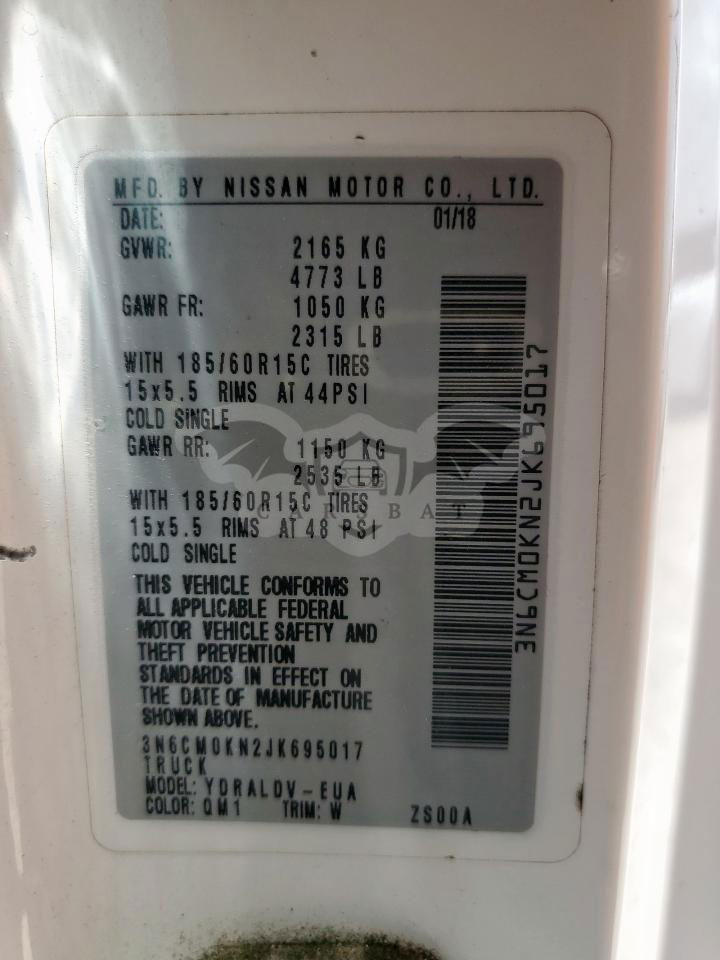 MFD. BY NISSAN MOTOR CO., LTD.
DATE: 01/18
GVWR: 2165 KG
4773 LB
GAWR FR: 1050 KG
2315 LB
WITH 185/60R15C TIRES
15x5.5 RIMS AT 44PSI
COLD SINGLE
GAWR RR: 1150 KG
2535 LB
WITH 185/60R15C TIRES
15x5.5 RIMS AT 48 PSI
COLD SINGLE
THIS VEHICLE CONFORMS TO
ALL APPLICABLE FEDERAL
MOTOR VEHICLE SAFETY AND
THEFT PREVENTION
STANDARDS IN EFFECT ON
THE DATE OF MANUFACTURE
SHOWN ABOVE.
3N6CM0KN2JK695017
TRUCK
MODEL: YDRALDV-EUA
COLOR: QM1 TRIM: W ZS00A
3N6CM0KN2JK695017
CARSBAT